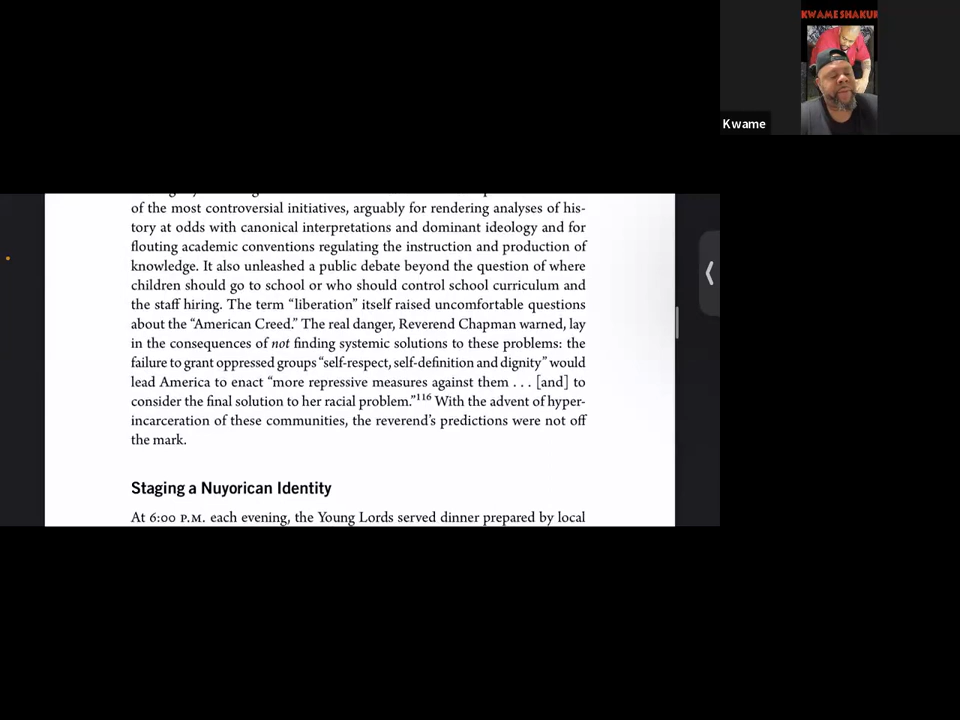 KWAME SHAKUR
Kwame
of the most controversial initiatives, arguably for rendering analyses of his-
tory at odds with canonical interpretations and dominant ideology and for
flouting academic conventions regulating the instruction and production of
knowledge. It also unleashed a public debate beyond the question of where
children should go to school or who should control school curriculum and
the staff hiring. The term “liberation” itself raised uncomfortable questions
about the “American Creed.” The real danger, Reverend Chapman warned, lay
in the consequences of not finding systemic solutions to these problems: the
failure to grant oppressed groups “self-respect, self-definition and dignity” would
lead America to enact “more repressive measures against them . . . [and] to
consider the final solution to her racial problem.”116 With the advent of hyper-
incarceration of these communities, the reverend’s predictions were not off
the mark.
Staging a Nuyorican Identity
At 6:00 P.M. each evening, the Young Lords served dinner prepared by local